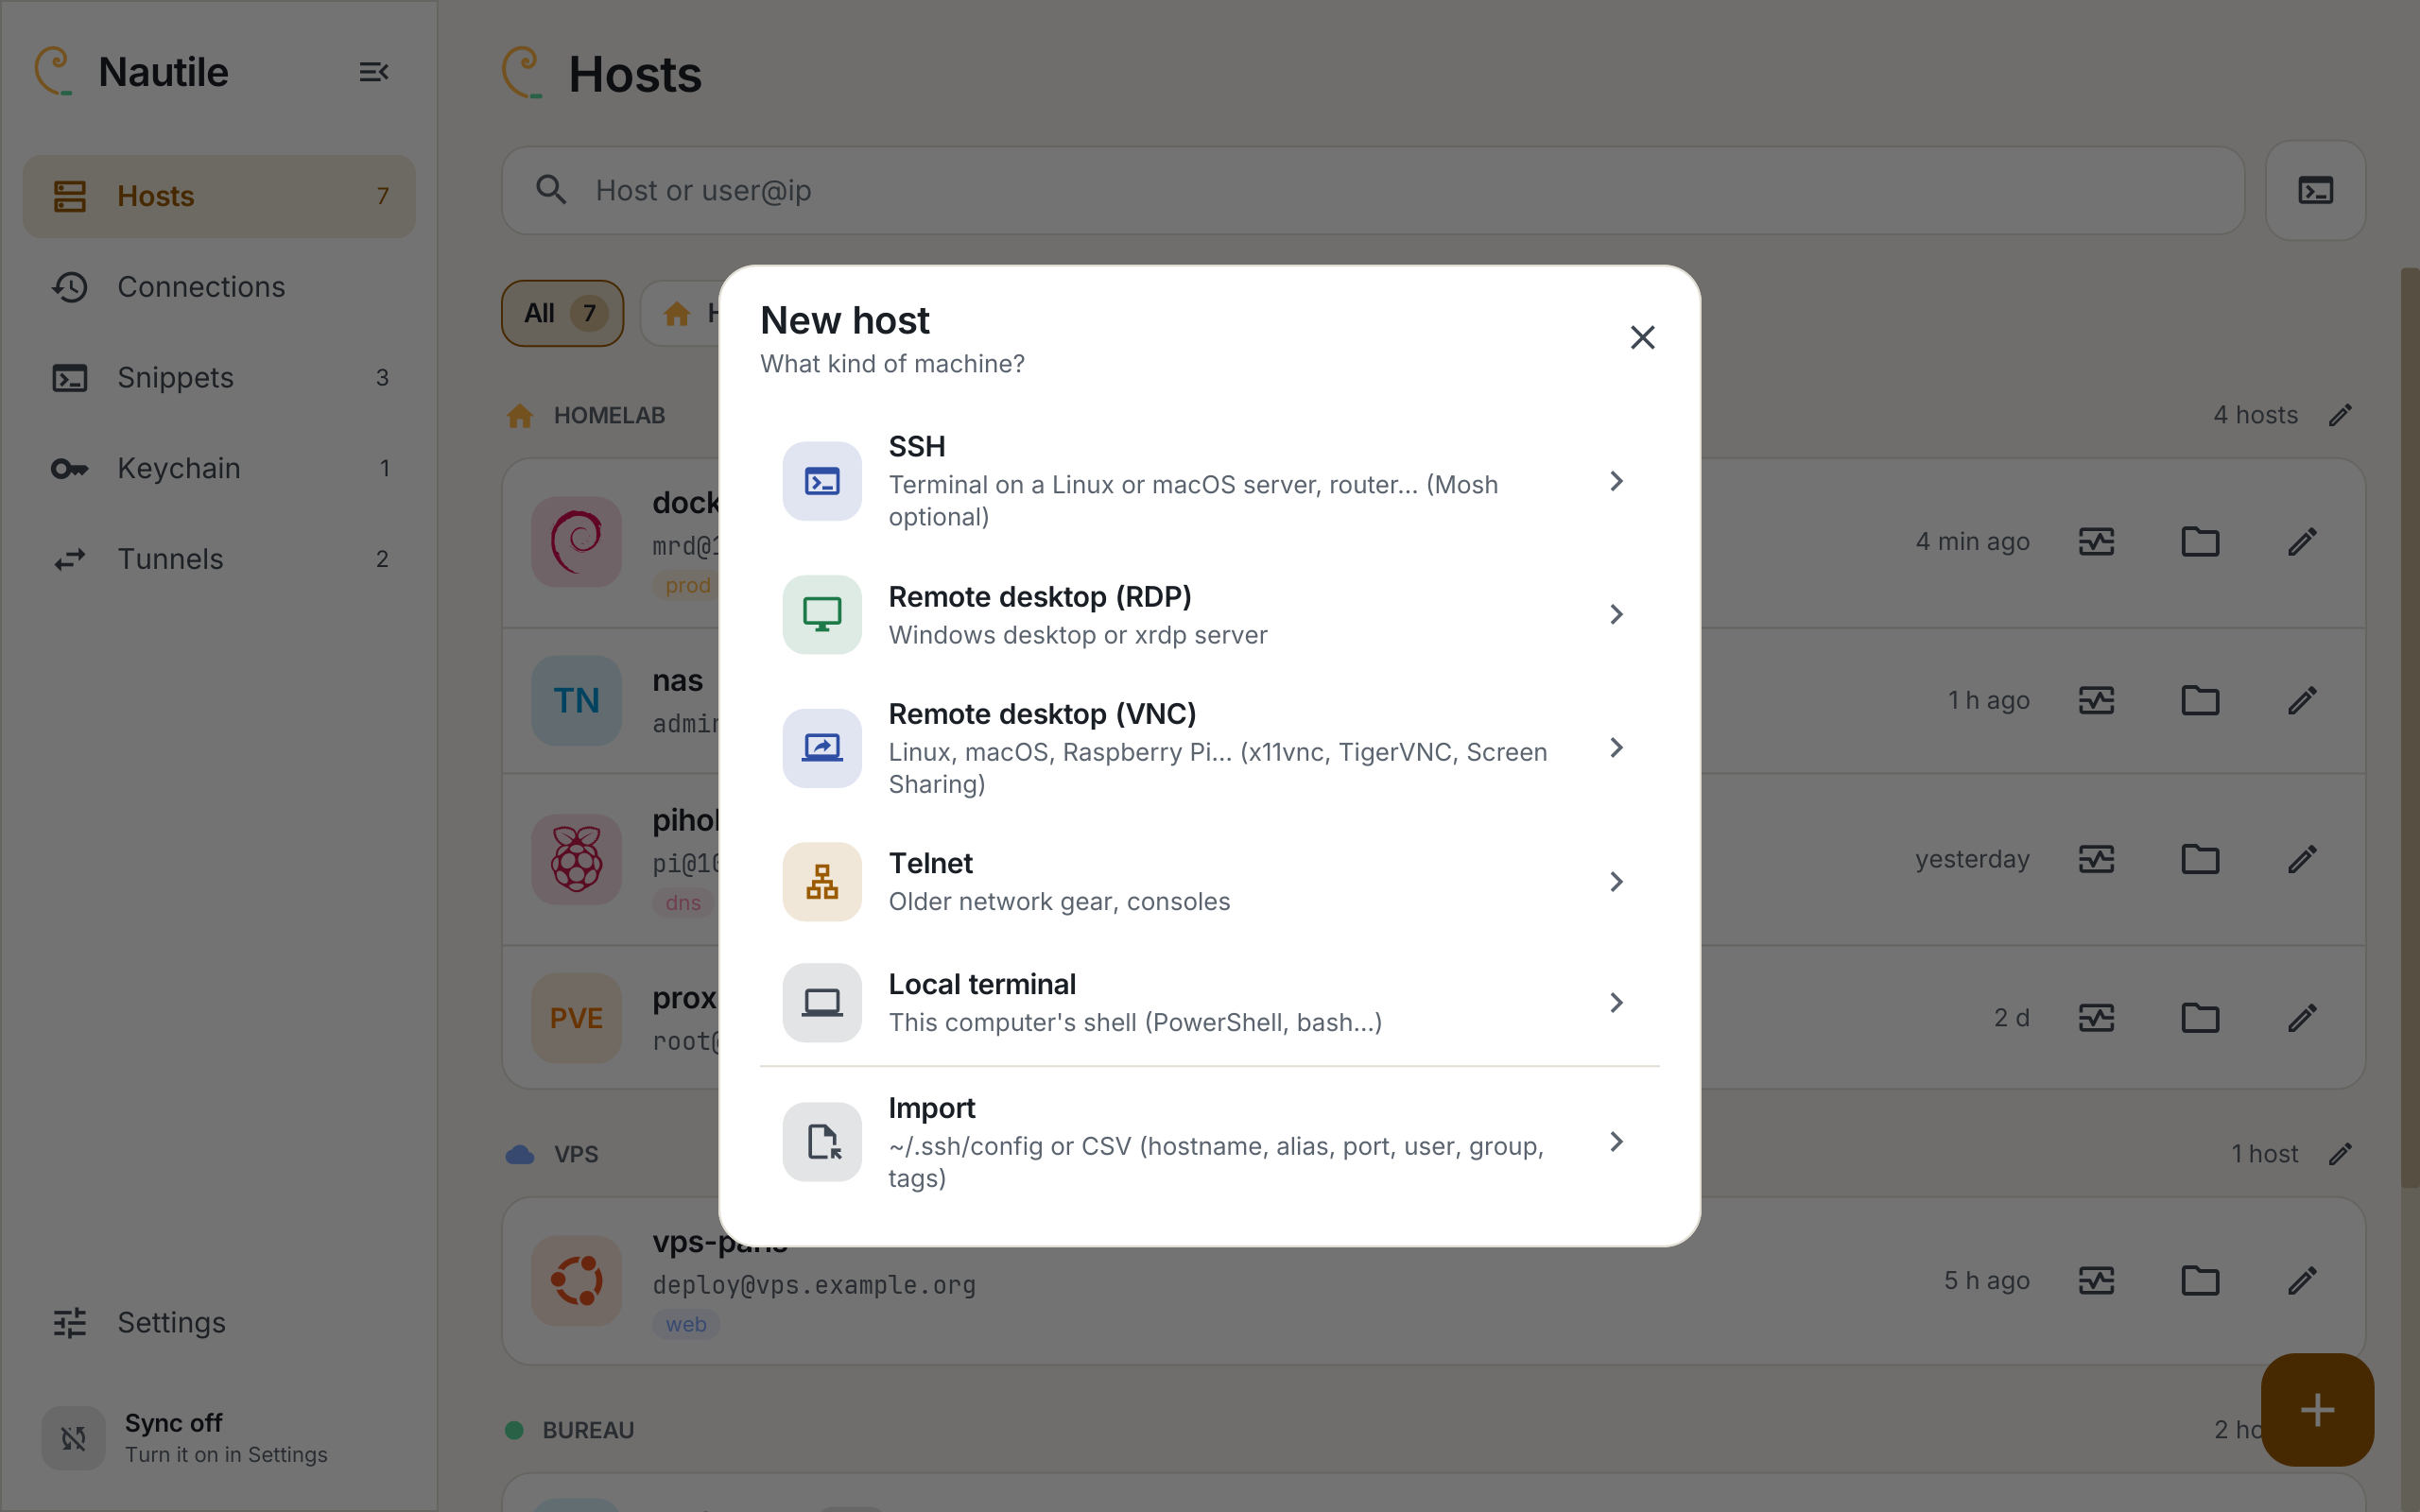 Nautile
Hosts 7
Connections
Snippets 3
Keychain 1
Tunnels 2
Settings
Sync off
Turn it on in Settings
Hosts
Host or user@ip
All 7
New host
What kind of machine?
SSH
Terminal on a Linux or macOS server, router... (Mosh
optional)
Remote desktop (RDP)
Windows desktop or xrdp server
Remote desktop (VNC)
Linux, macOS, Raspberry Pi... (x11vnc, TigerVNC, Screen
Sharing)
Telnet
Older network gear, consoles
Local terminal
This computer's shell (PowerShell, bash...)
Import
~/.ssh/config or CSV (hostname, alias, port, user, group,
tags)
HOMELAB 4 hosts
4 min ago
prod
TN nas
1 h ago
yesterday
dns
PVE
2 d
VPS 1 host
deploy@vps.example.org
5 h ago
web
BUREAU 2